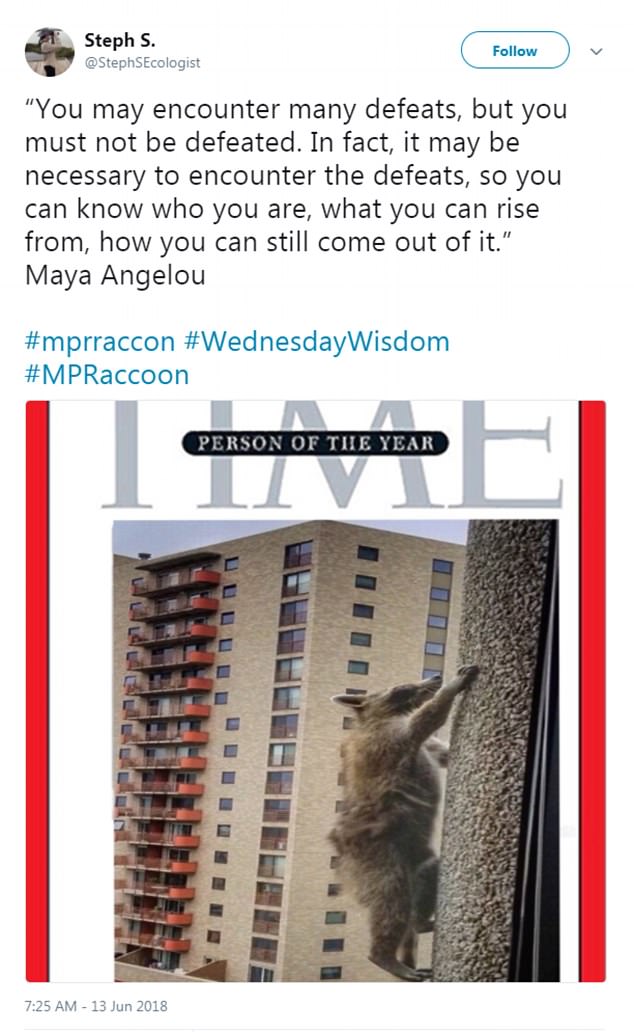 Steph S.
@StephSEcologist
Follow
“You may encounter many defeats, but you
must not be defeated. In fact, it may be
necessary to encounter the defeats, so you
can know who you are, what you can rise
from, how you can still come out of it.”
Maya Angelou
#mprraccon #WednesdayWisdom
#MPRaccoon
TIME
PERSON OF THE YEAR
7:25 AM - 13 Jun 2018